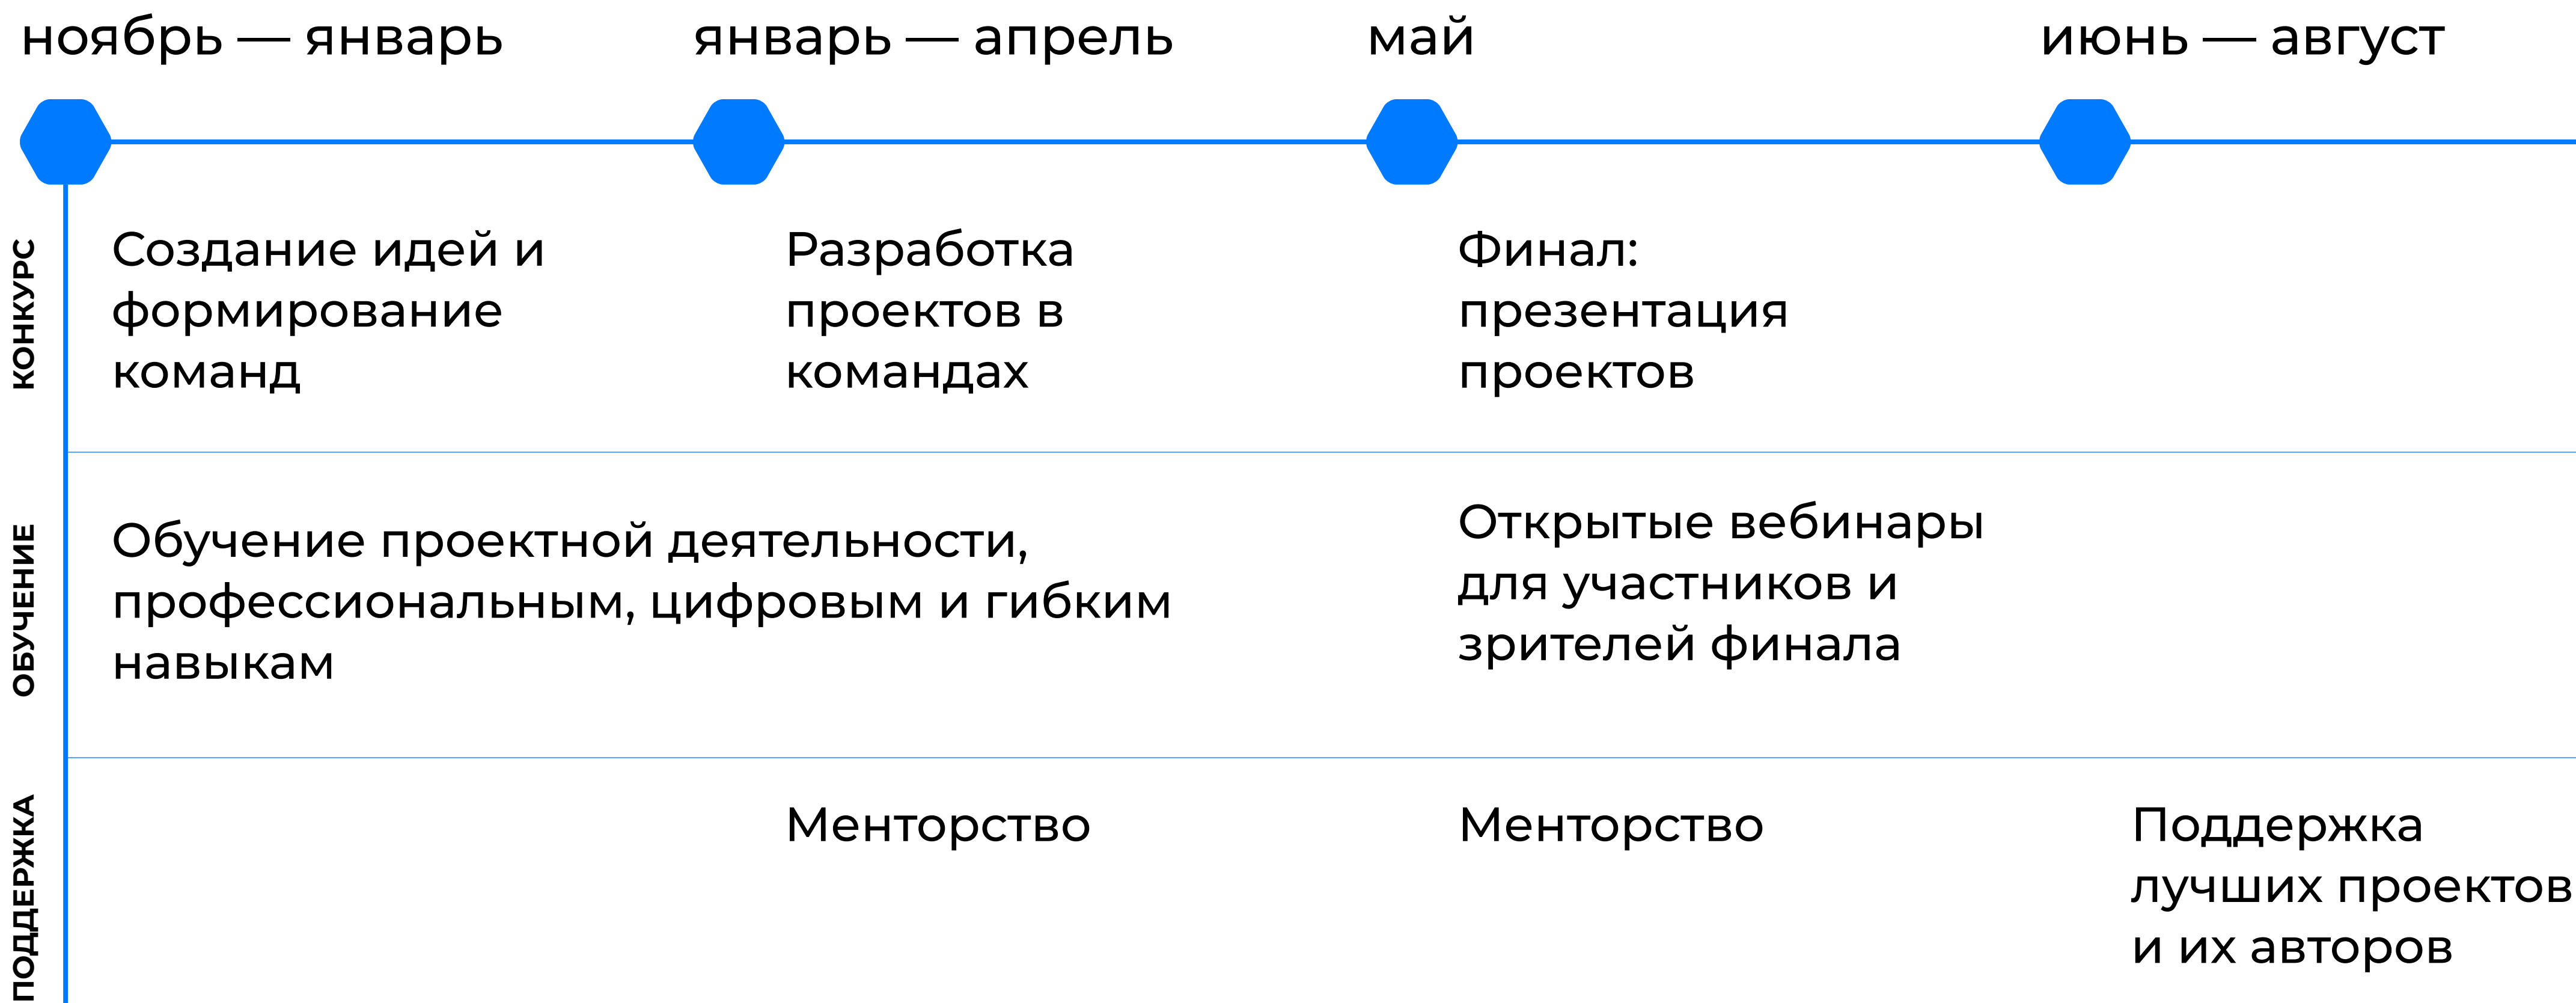 ноябрь — январь
январь — апрель
май
июнь — август
КОНКУРС
Создание идей и
формирование
команд
Разработка
проектов в
командах
Финал:
презентация
проектов
ОБУЧЕНИЕ
Обучение проектной деятельности,
профессиональным, цифровым и гибким
навыкам
Открытые вебинары
для участников и
зрителей финала
ПОДДЕРЖКА
Менторство
Менторство
Поддержка
лучших проектов
и их авторов